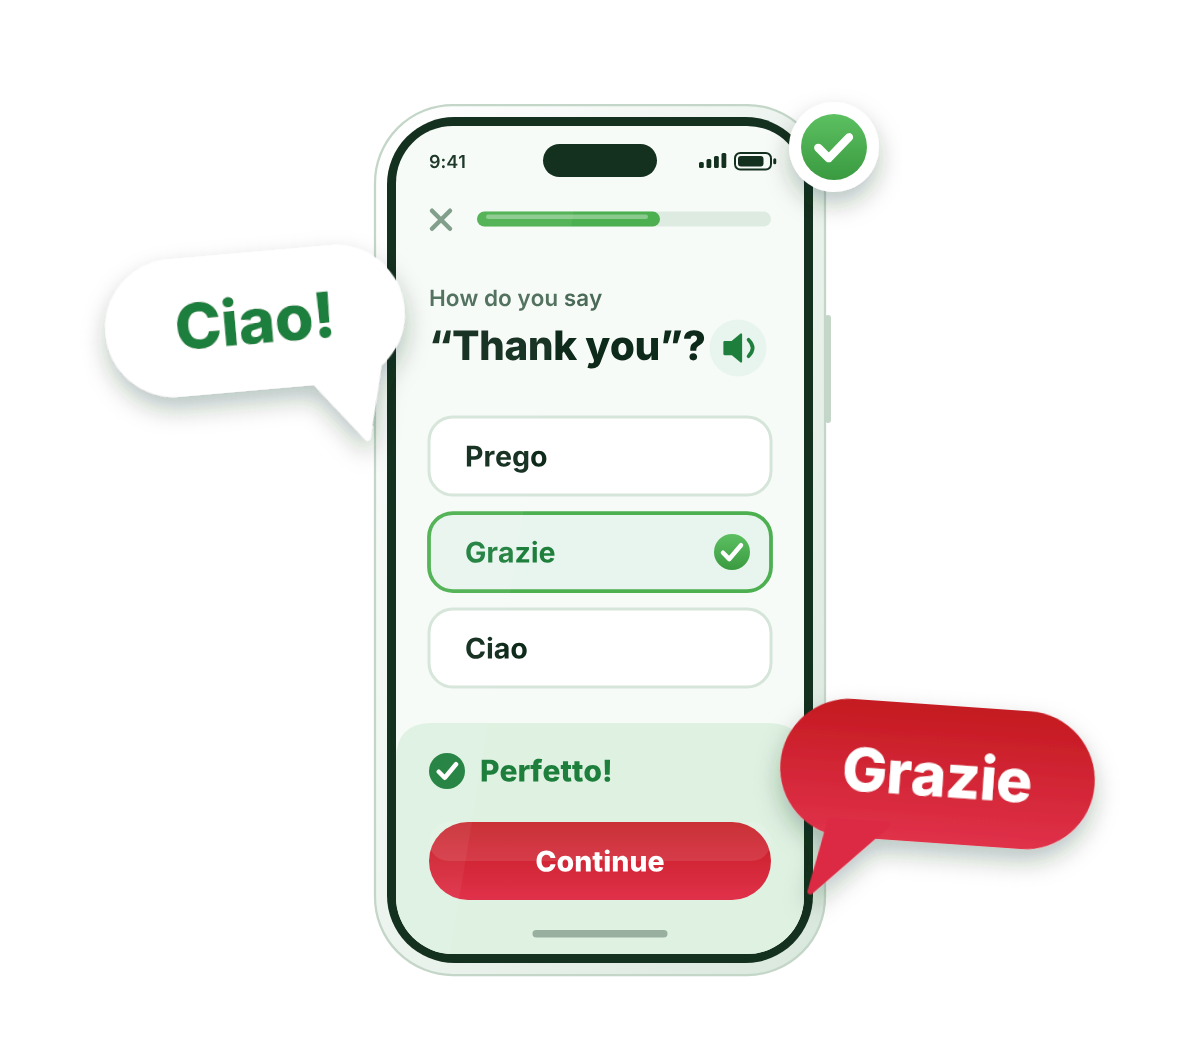 9:41
Ciao!
How do you say
“Thank you”?
Prego
Grazie
Ciao
Perfetto!
Grazie
Continue